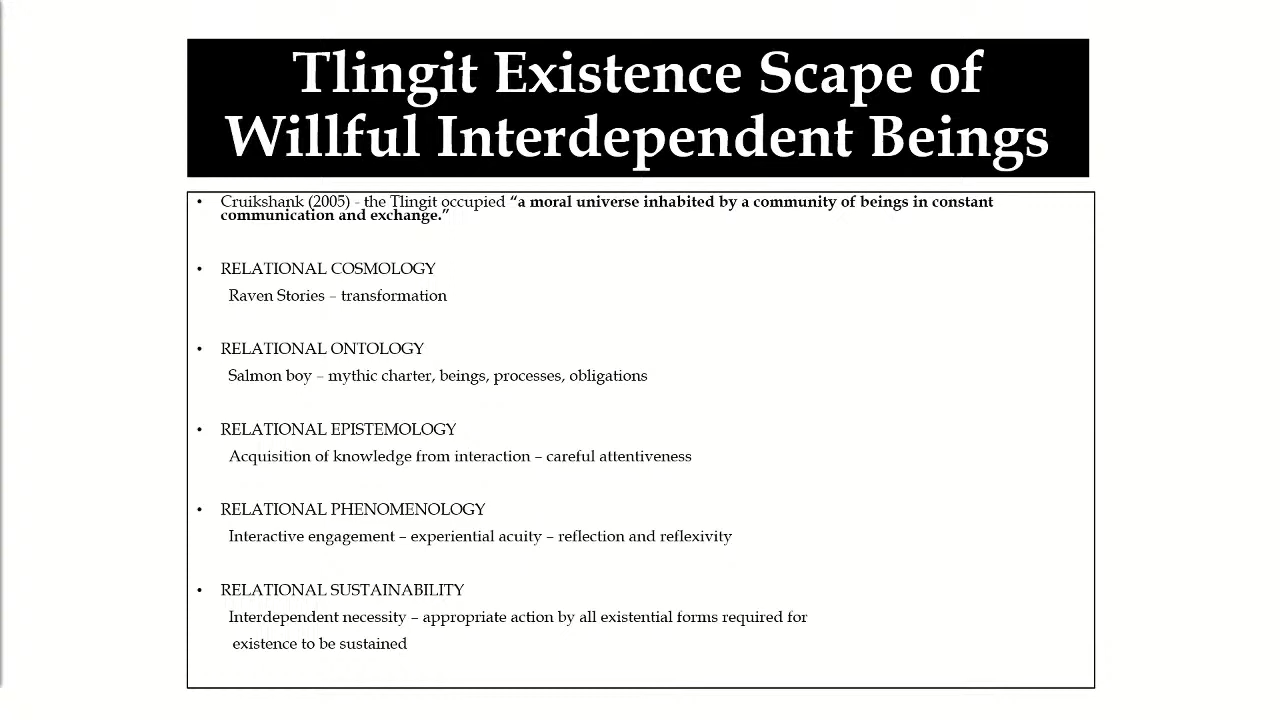 Tlingit Existence Scape of
Willful Interdependent Beings
• Cruikshank (2005) - the Tlingit occupied “a moral universe inhabited by a community of beings in constant
communication and exchange.”
• RELATIONAL COSMOLOGY
Raven Stories – transformation
• RELATIONAL ONTOLOGY
Salmon boy – mythic charter, beings, processes, obligations
• RELATIONAL EPISTEMOLOGY
Acquisition of knowledge from interaction – careful attentiveness
• RELATIONAL PHENOMENOLOGY
Interactive engagement – experiential acuity – reflection and reflexivity
• RELATIONAL SUSTAINABILITY
Interdependent necessity – appropriate action by all existential forms required for
existence to be sustained